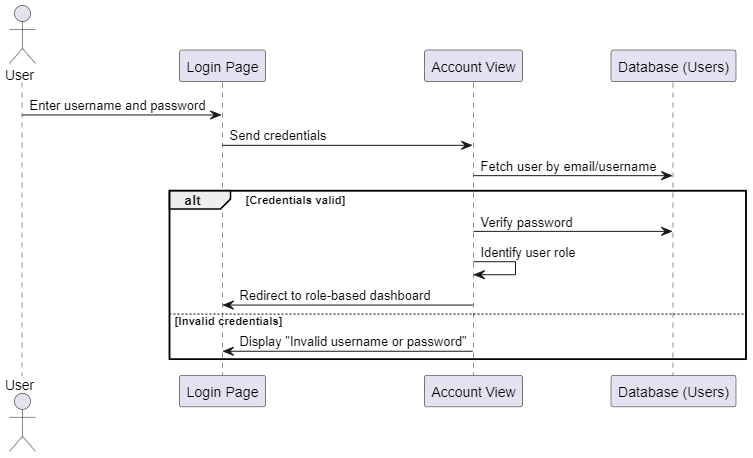 User
Login Page
Account View
Database (Users)
Enter username and password
Send credentials
Fetch user by email/username
alt
[Credentials valid]
Verify password
Identify user role
Redirect to role-based dashboard
[Invalid credentials]
Display "Invalid username or password"
User
Login Page
Account View
Database (Users)